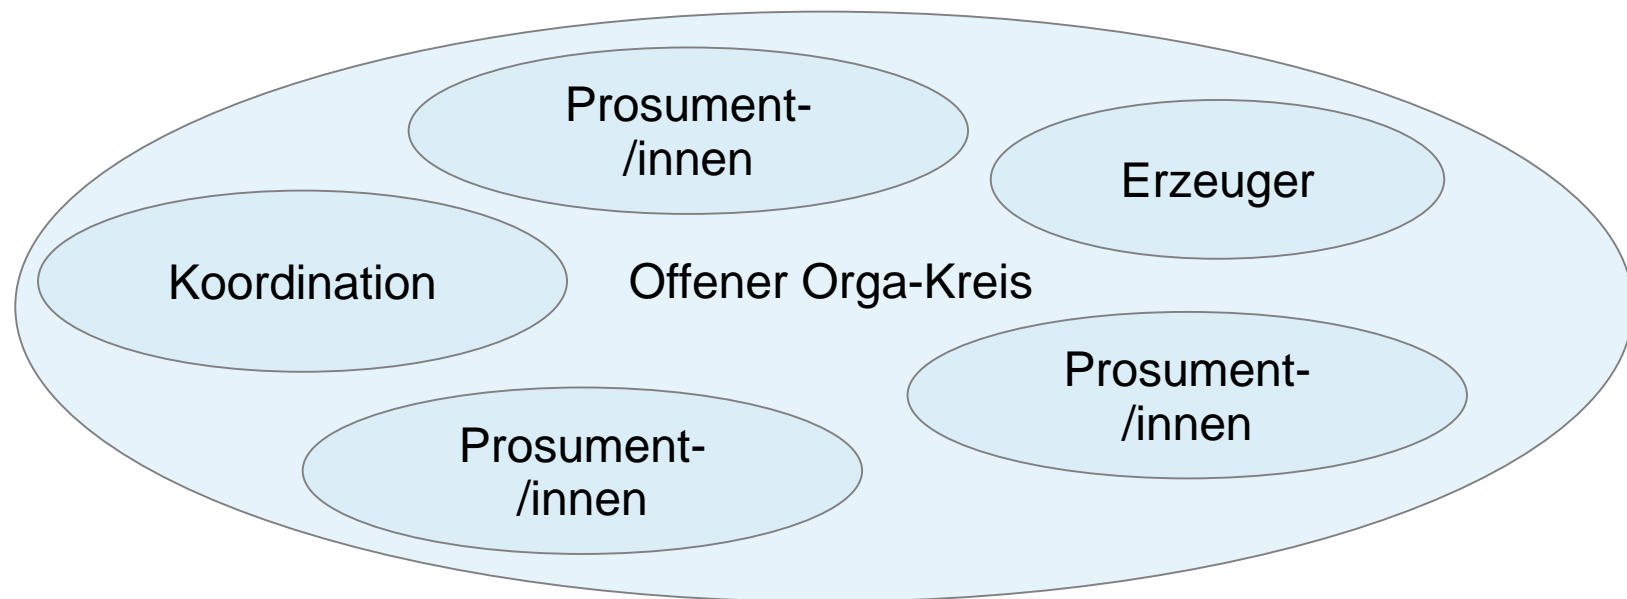 Prosument-
/innen
Erzeuger
Koordination
Offener Orga-Kreis
Prosument-
/innen
Prosument-
/innen